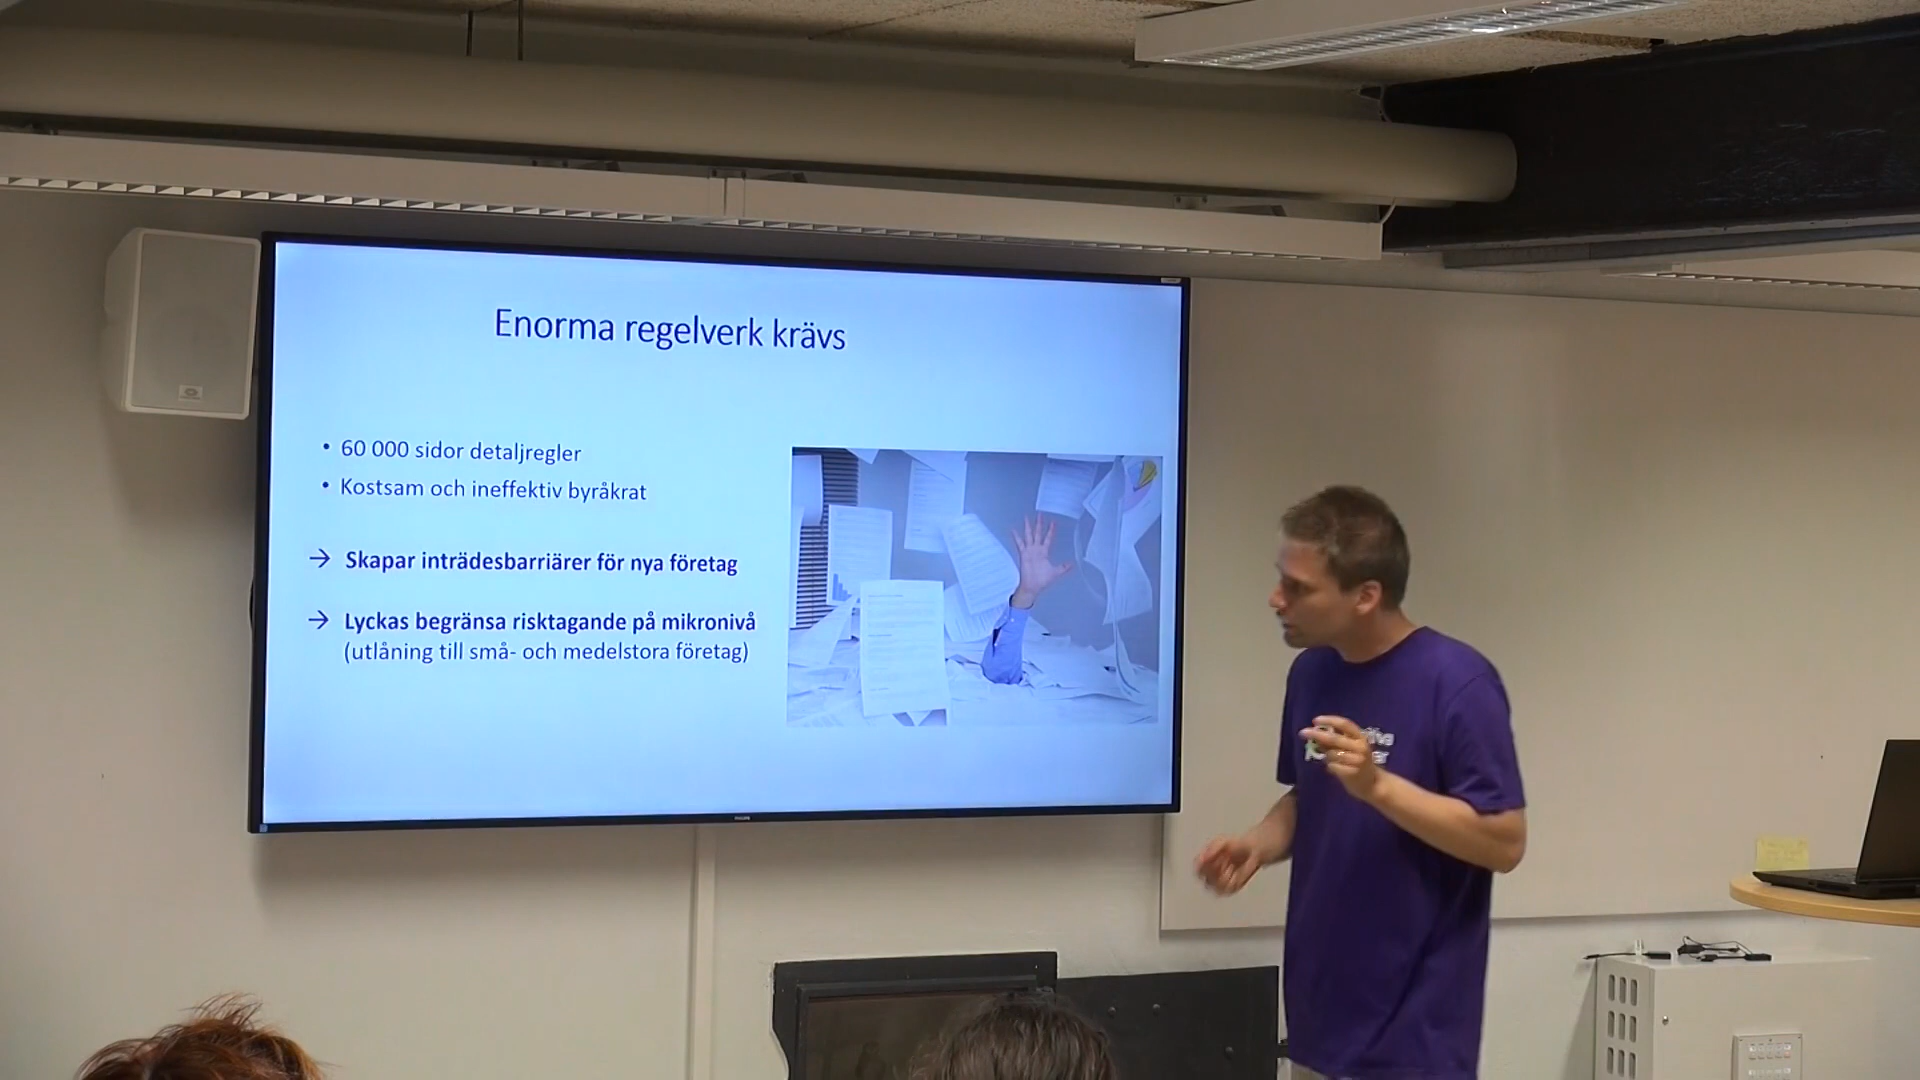 Enorma regelverk krävs
• 60 000 sidor detaljregler
• Kostsam och ineffektiv byråkrat
→ Skapar inträdesbarriärer för nya företag
→ Lyckas begränsa risktagande på mikronivå
(utlåning till små- och medelstora företag)
PHILIPS